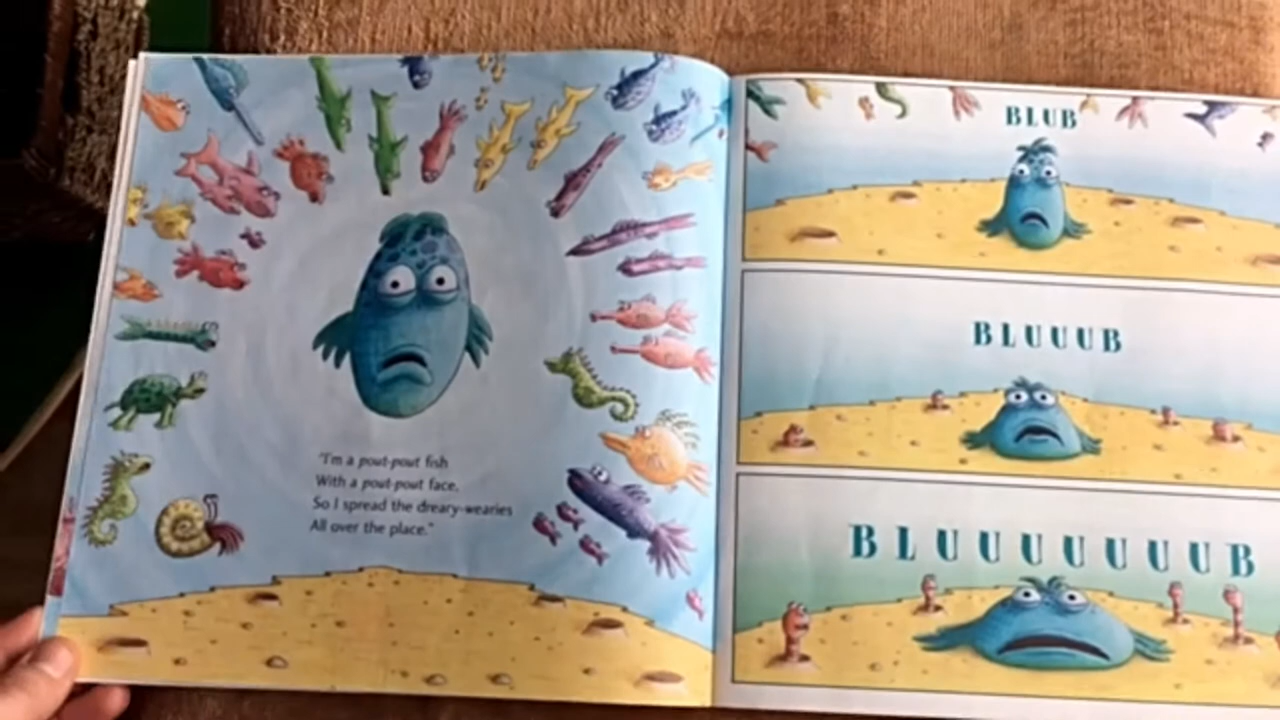 "I'm a pout-pout fish
With a pout-pout face,
So I spread the dreary-wearies
All over the place."
BLUB
BLUUUB
BLUUUUUUUUB